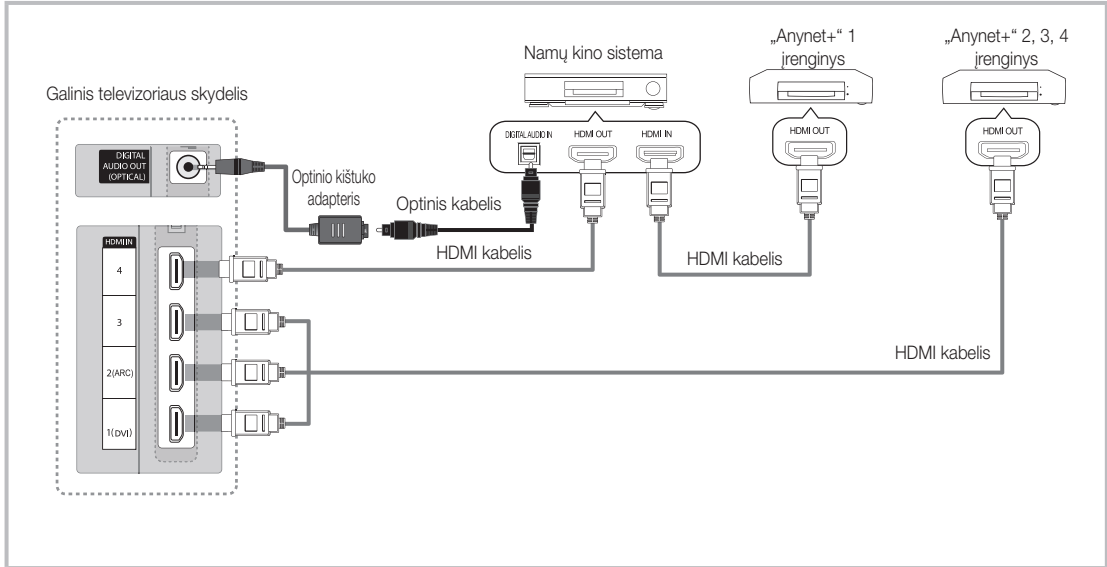 Galinis televizoriaus skydelis
Namų kino sistema
„Anynet+“ 1
įrenginys
„Anynet+“ 2, 3, 4
įrenginys
DIGITAL AUDIO IN
HDMI OUT
HDMI IN
HDMI OUT
HDMI OUT
DIGITAL
AUDIO OUT
(OPTICAL)
Optinio kištuko
adapteris
Optinis kabelis
HDMI kabelis
HDMI kabelis
HDMI kabelis
HDMI IN
4
3
2(ARC)
1(DVI)